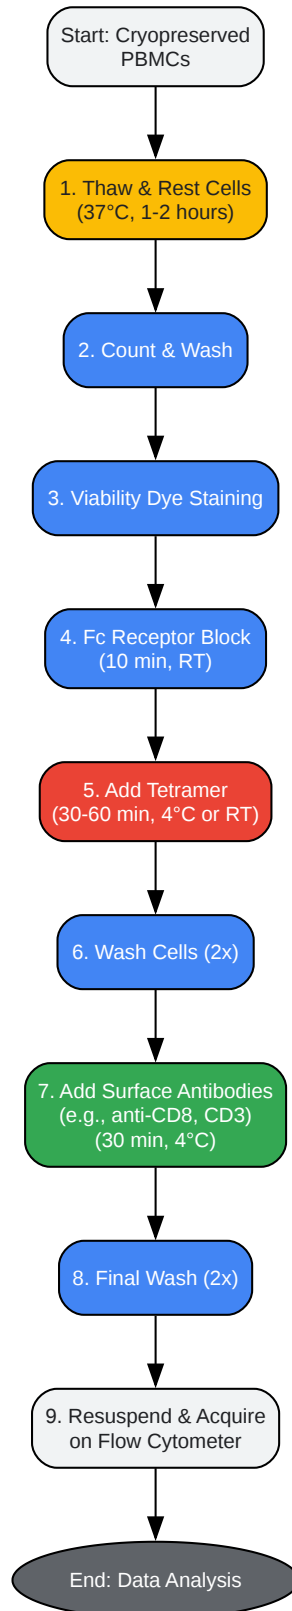 Start: Cryopreserved
PBMCs
1. Thaw & Rest Cells
(37°C, 1-2 hours)
2. Count & Wash
3. Viability Dye Staining
4. Fc Receptor Block
(10 min, RT)
5. Add Tetramer
(30-60 min, 4°C or RT)
6. Wash Cells (2x)
7. Add Surface Antibodies
(e.g., anti-CD8, CD3)
(30 min, 4°C)
8. Final Wash (2x)
9. Resuspend & Acquire
on Flow Cytometer
End: Data Analysis